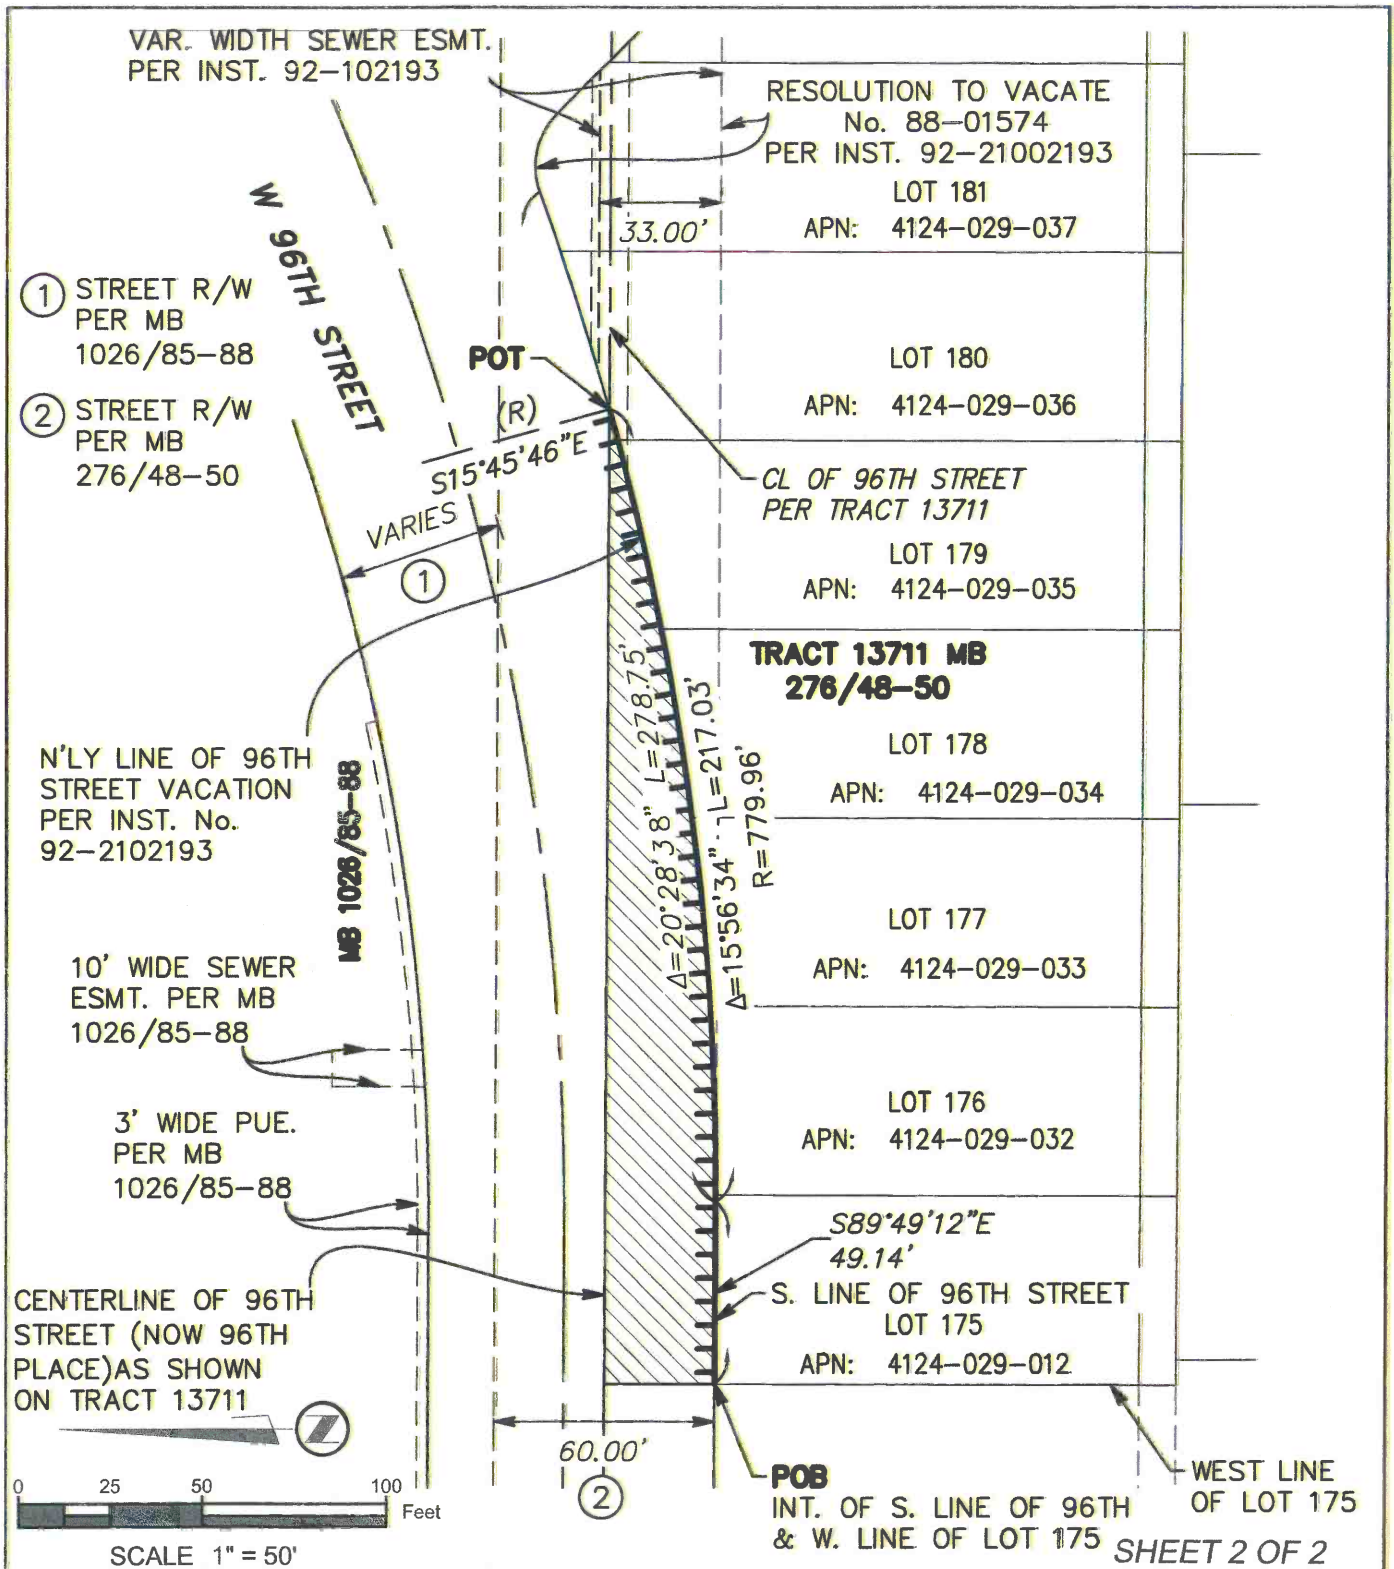 VAR. WIDTH SEWER ESMT.
PER INST. 92-102193
RESOLUTION TO VACATE
No. 88-01574
PER INST. 92-21002193
LOT 181
APN: 4124-029-037
33.00'
W 96TH STREET
① STREET R/W
PER MB
1026/85-88
② STREET R/W
PER MB
276/48-50
POT
(R)
S15°45'46"E
LOT 180
APN: 4124-029-036
CL OF 96TH STREET
PER TRACT 13711
VARIES
①
LOT 179
APN: 4124-029-035
TRACT 13711 MB
276/48-50
N'LY LINE OF 96TH
STREET VACATION
PER INST. No.
92-2102193
MB 1026/85-88
Δ=20°28'38" L=278.75'
Δ=15°56'34" L=217.03'
R=779.96'
LOT 178
APN: 4124-029-034
LOT 177
APN: 4124-029-033
10' WIDE SEWER
ESMT. PER MB
1026/85-88
LOT 176
APN: 4124-029-032
3' WIDE PUE.
PER MB
1026/85-88
S89°49'12"E
49.14'
S. LINE OF 96TH STREET
LOT 175
APN: 4124-029-012
CENTERLINE OF 96TH
STREET (NOW 96TH
PLACE)AS SHOWN
ON TRACT 13711
Z
60.00'
②
POB
INT. OF S. LINE OF 96TH
& W. LINE OF LOT 175
WEST LINE
OF LOT 175
0 25 50 100
Feet
SCALE 1" = 50'
SHEET 2 OF 2